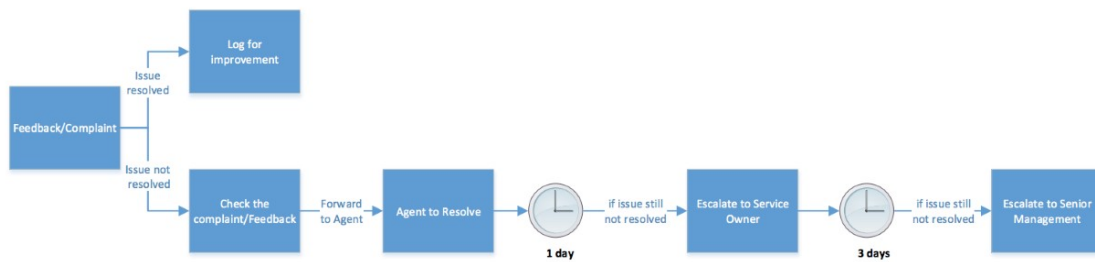 Log for
improvement
Issue
resolved
Feedback/Complaint
Issue not
resolved
Check the
complaint/Feedback
Forward
to Agent
Agent to Resolve
1 day
if issue still
not resolved
Escalate to Service
Owner
3 days
if issue still
not resolved
Escalate to Senior
Management